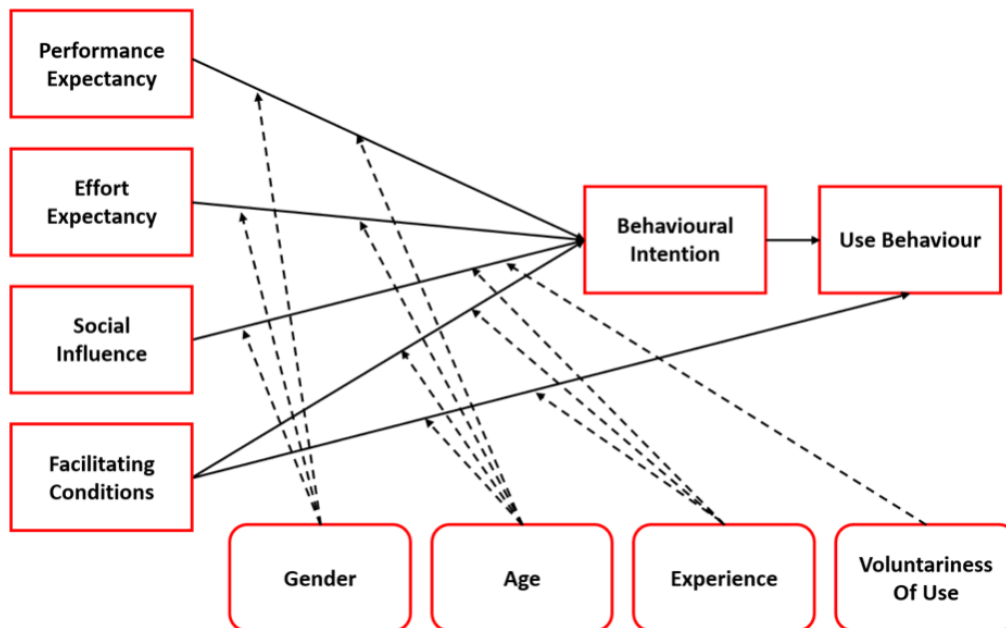 Performance
Expectancy
Effort
Expectancy
Social
Influence
Facilitating
Conditions
Behavioural
Intention
Use Behaviour
Gender
Age
Experience
Voluntariness
Of Use